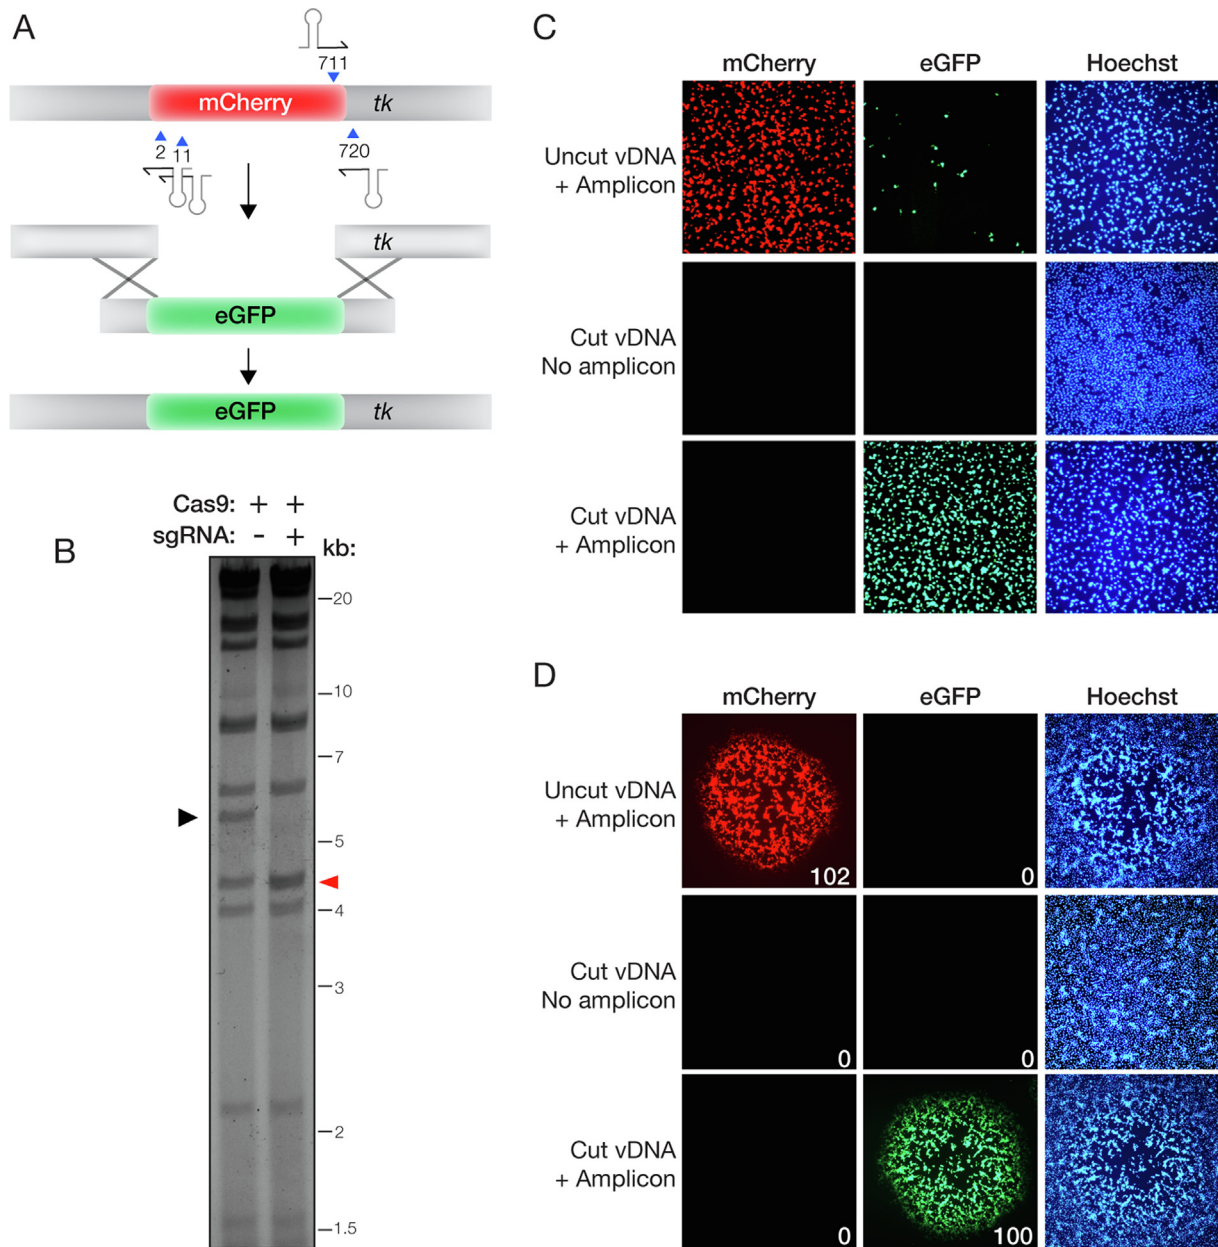 A
711
mCherry
tk
2
11
720
tk
eGFP
eGFP
tk
B
Cas9: + +
sgRNA: - +
kb:
20
10
7
5
4
3
2
1.5
C
mCherry
eGFP
Hoechst
Uncut vDNA
+ Amplicon
Cut vDNA
No amplicon
Cut vDNA
+ Amplicon
D
mCherry
eGFP
Hoechst
Uncut vDNA
+ Amplicon
102
0
Cut vDNA
No amplicon
0
0
Cut vDNA
+ Amplicon
0
100